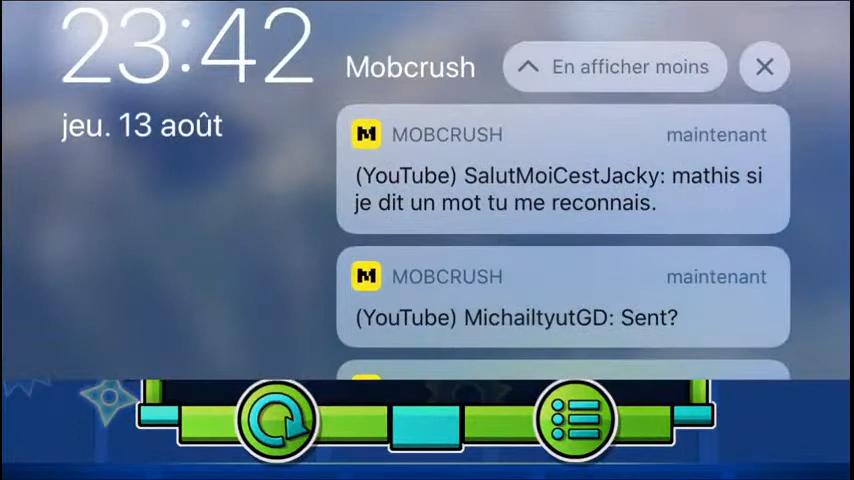 23:42
jeu. 13 août
Mobcrush
En afficher moins
MOBCRUSH
maintenant
(YouTube) SalutMoiCestJacky: mathis si
je dit un mot tu me reconnais.
MOBCRUSH
maintenant
(YouTube) MichailtyutGD: Sent?